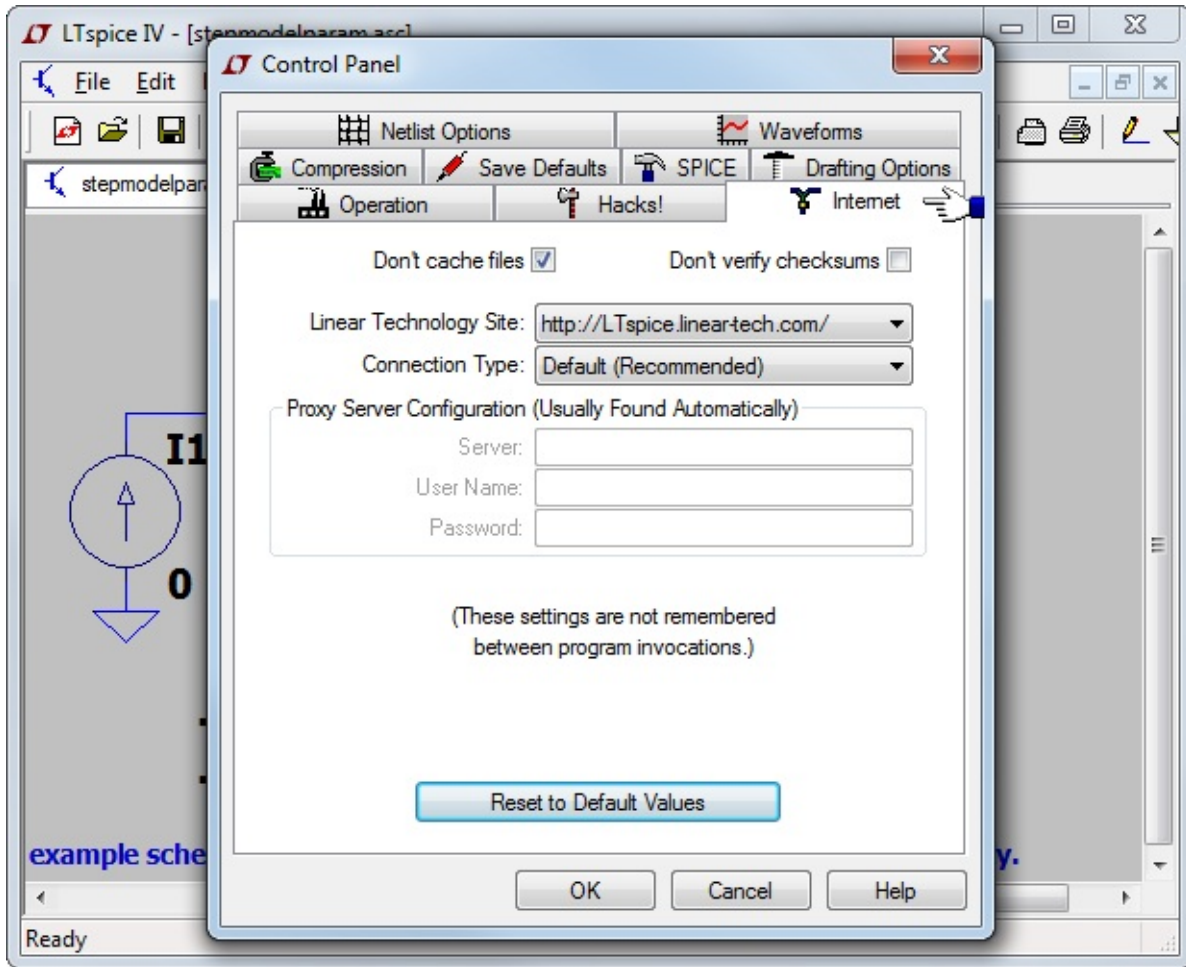 LTspice IV - [stepmodelparam.asc]
Control Panel
File Edit
Netlist Options Waveforms
Compression Save Defaults SPICE Drafting Options
stepmodelpar
Operation Hacks! Internet
Don't cache files Don't verify checksums
Linear Technology Site: http://LTspice.linear-tech.com/
Connection Type: Default (Recommended)
Proxy Server Configuration (Usually Found Automatically)
I1
Server:
User Name:
Password:
0
(These settings are not remembered
between program invocations.)
Reset to Default Values
example sche y.
OK Cancel Help
Ready